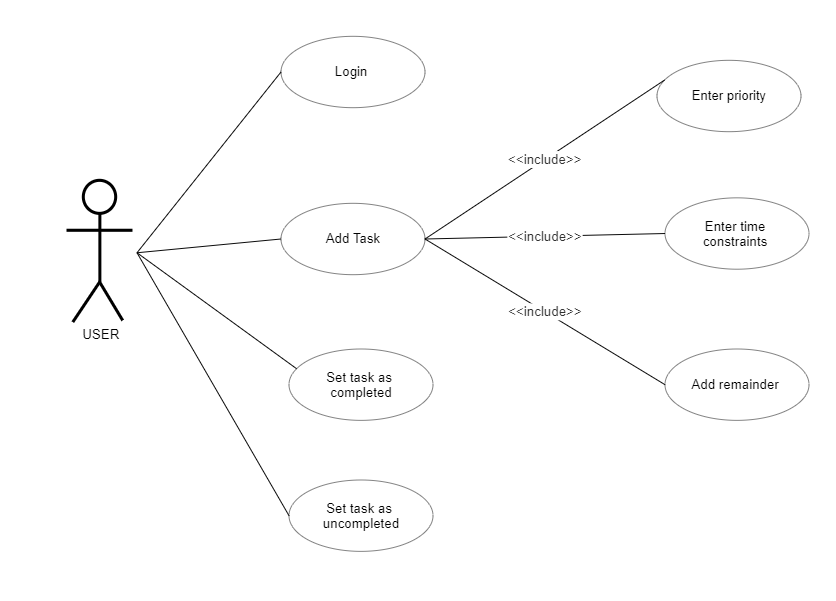 Login
Enter priority
<<include>>
Add Task
<<include>>
Enter time
constraints
<<include>>
USER
Set task as
completed
Add remainder
Set task as
uncompleted